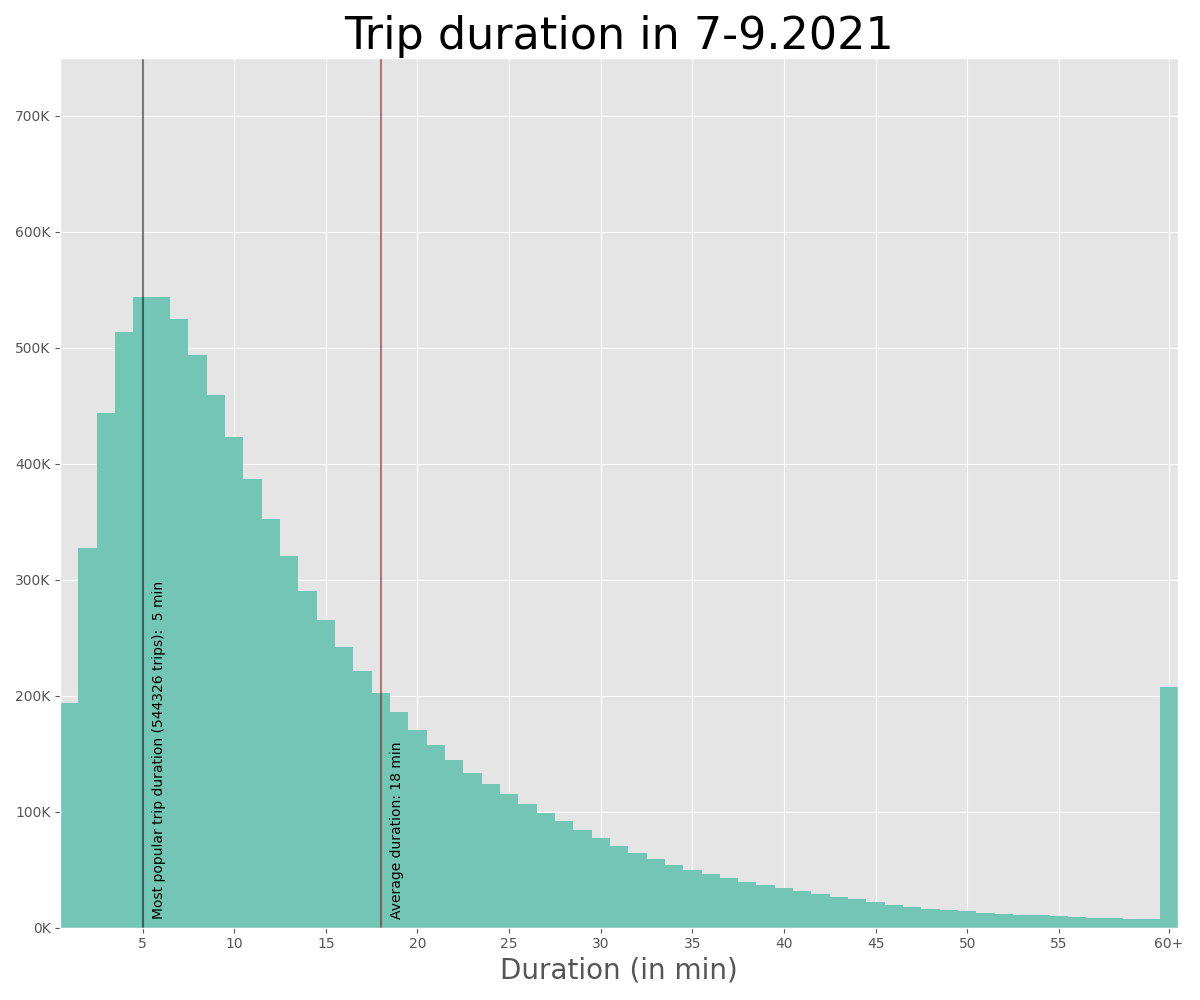 Trip duration in 7-9.2021
700K
600K
500K
400K
300K
200K
100K
0K
Most popular trip duration (544326 trips):  5 min
Average duration: 18 min
5 10 15 20 25 30 35 40 45 50 55 60+
Duration (in min)